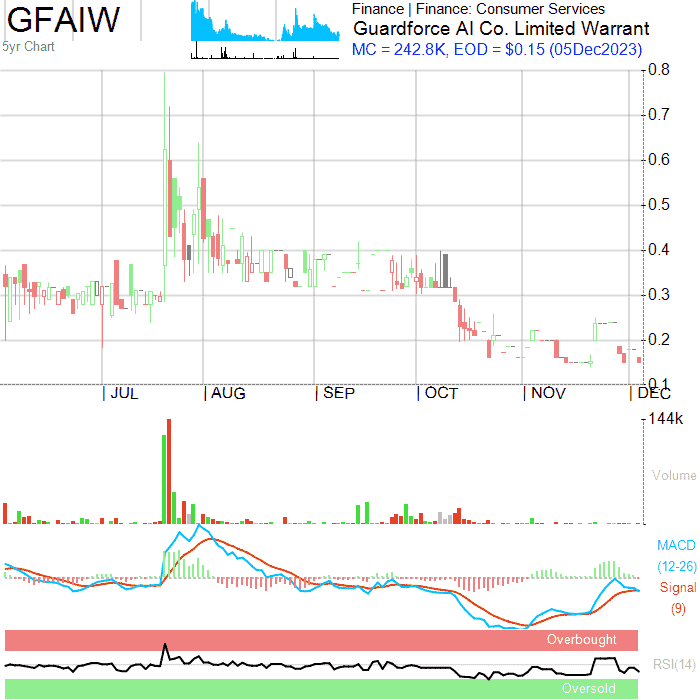 GFAIW
5yr Chart
Finance | Finance: Consumer Services
Guardforce AI Co. Limited Warrant
MC = 242.8K, EOD = $0.15 (05Dec2023)
0.8
0.7
0.6
0.5
0.4
0.3
0.2
0.1
| JUL | AUG | SEP | OCT | NOV | DEC
144k
Volume
MACD
(12-26)
Signal
(9)
Overbought
RSI(14)
Oversold